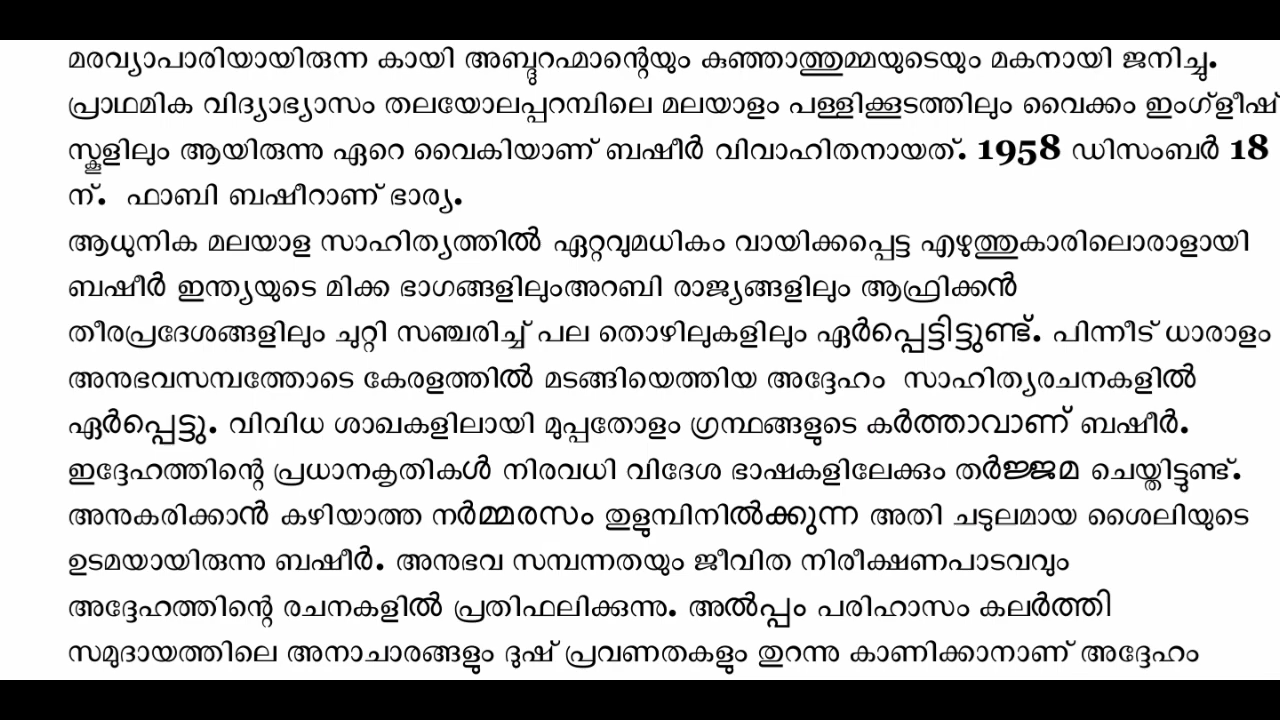 മരവ്യാപാരിയായിരുന്ന കായി അബ്ദുറഹ്മാന്റെയും കുഞ്ഞാത്തുമ്മയുടെയും മകനായി ജനിച്ചു.
പ്രാഥമിക വിദ്യാഭ്യാസം തലയോലപ്പറമ്പിലെ മലയാളം പള്ളിക്കൂടത്തിലും വൈക്കം ഇംഗ്ളീഷ്
സ്കൂളിലും ആയിരുന്നു ഏറെ വൈകിയാണ് ബഷീർ വിവാഹിതനായത്. 1958 ഡിസംബർ 18
ന്. ഫാബി ബഷീറാണ് ഭാര്യ.
ആധുനിക മലയാള സാഹിത്യത്തിൽ ഏറ്റവുമധികം വായിക്കപ്പെട്ട എഴുത്തുകാരിലൊരാളായി
ബഷീർ ഇന്ത്യയുടെ മിക്ക ഭാഗങ്ങളിലുംഅറബി രാജ്യങ്ങളിലും ആഫ്രിക്കൻ
തീരപ്രദേശങ്ങളിലും ചുറ്റി സഞ്ചരിച്ച് പല തൊഴിലുകളിലും ഏർപ്പെട്ടിട്ടുണ്ട്. പിന്നീട് ധാരാളം
അനുഭവസമ്പത്തോടെ കേരളത്തിൽ മടങ്ങിയെത്തിയ അദ്ദേഹം സാഹിത്യരചനകളിൽ
ഏർപ്പെട്ടു. വിവിധ ശാഖകളിലായി മുപ്പതോളം ഗ്രന്ഥങ്ങളുടെ കർത്താവാണ് ബഷീർ.
ഇദ്ദേഹത്തിന്റെ പ്രധാനകൃതികൾ നിരവധി വിദേശ ഭാഷകളിലേക്കും തർജ്ജമ ചെയ്തിട്ടുണ്ട്.
അനുകരിക്കാൻ കഴിയാത്ത നർമ്മരസം തുളുമ്പിനിൽക്കുന്ന അതി ചടുലമായ ശൈലിയുടെ
ഉടമയായിരുന്നു ബഷീർ. അനുഭവ സമ്പന്നതയും ജീവിത നിരീക്ഷണപാടവവും
അദ്ദേഹത്തിന്റെ രചനകളിൽ പ്രതിഫലിക്കുന്നു. അൽപ്പം പരിഹാസം കലർത്തി
സമുദായത്തിലെ അനാചാരങ്ങളും ദുഷ് പ്രവണതകളും തുറന്നു കാണിക്കാനാണ് അദ്ദേഹം